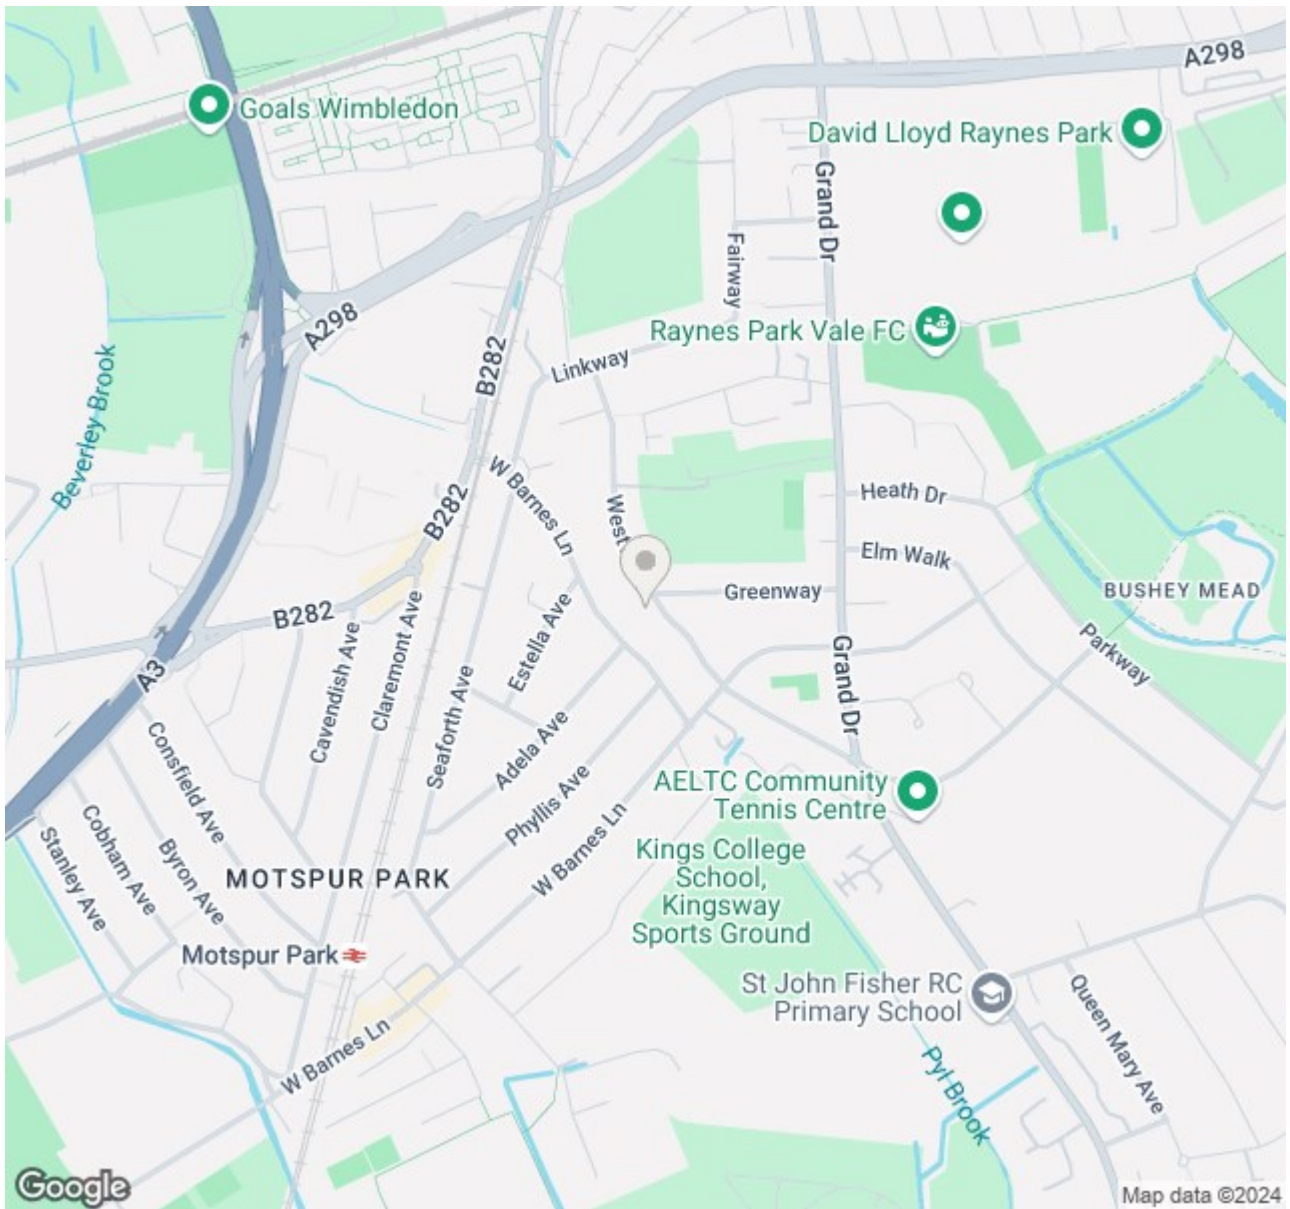 A298
Goals Wimbledon
David Lloyd Raynes Park
Grand Dr
Fairway
A298
B282
Raynes Park Vale FC
Linkway
Beverley Brook
W Barnes Ln
West
Heath Dr
B282
Elm Walk
Greenway
BUSHEY MEAD
B282
Estella Ave
Claremont Ave
Cavendish Ave
Grand Dr
Parkway
A3
Seaforth Ave
Adela Ave
Consfield Ave
Phyllis Ave
AELTC Community
Tennis Centre
Cobham Ave
Stanley Ave
Byron Ave
W Barnes Ln
Kings College
School,
Kingsway
Sports Ground
MOTSPUR PARK
Motspur Park
St John Fisher RC
Primary School
Queen Mary Ave
W Barnes Ln
Pyl Brook
Google
Map data ©2024